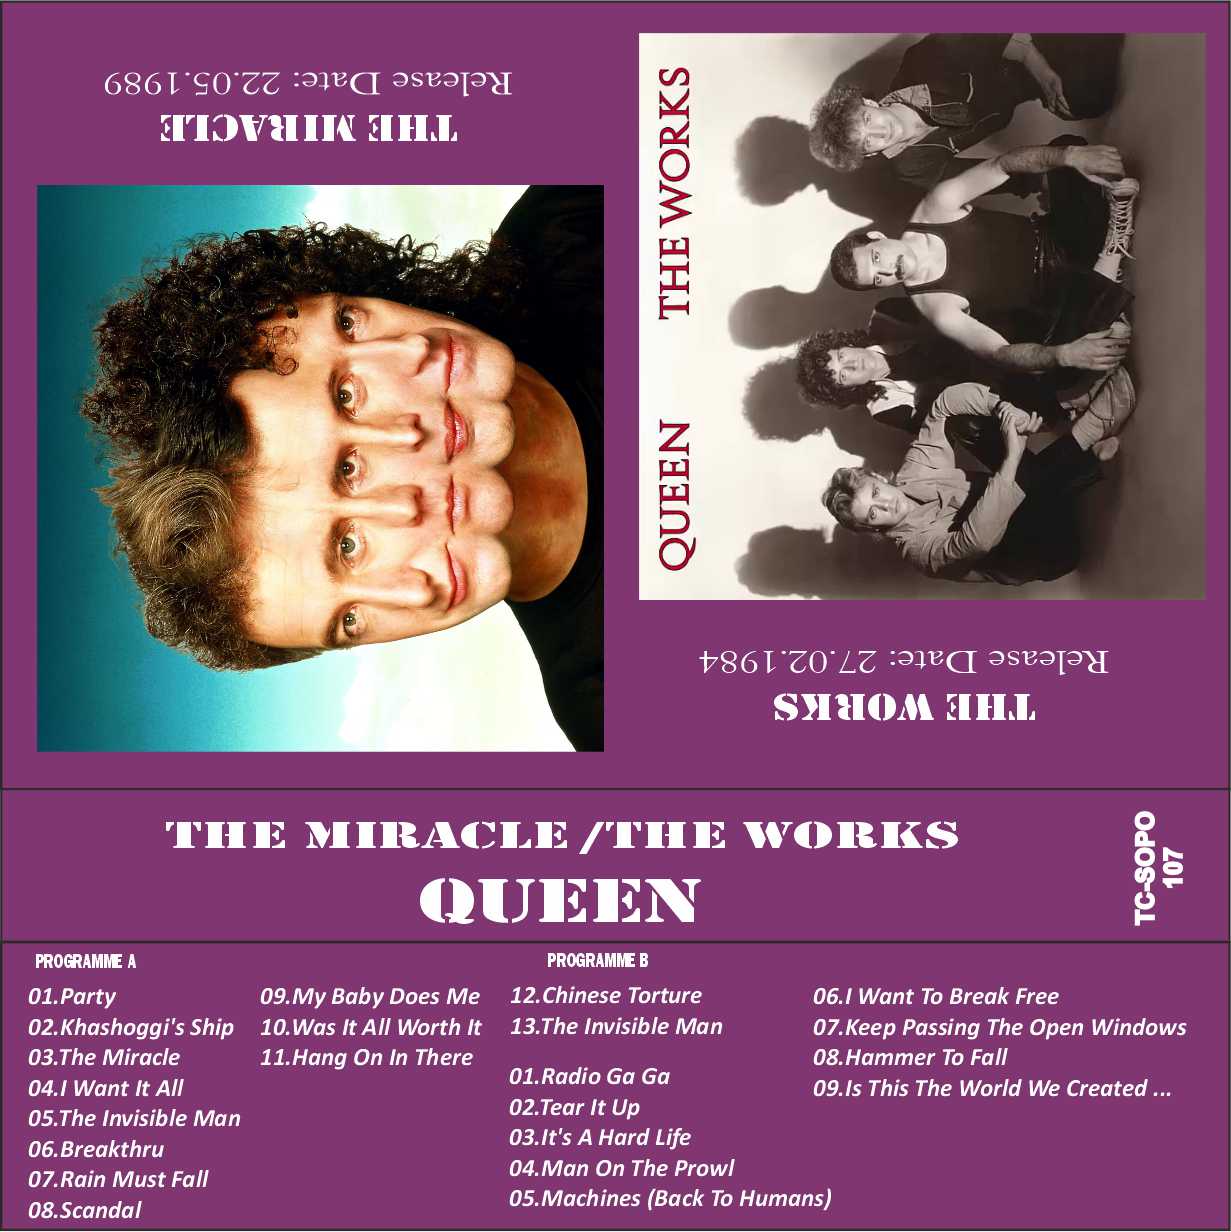 Release Date: 22.05.1989
THE MIRACLE
QUEEN THE WORKS
Release Date: 27.02.1984
THE WORKS
THE MIRACLE/THE WORKS
QUEEN
TC-SOPO
107
PROGRAMME A
01.Party
02.Khashoggi's Ship
03.The Miracle
04.I Want It All
05.The Invisible Man
06.Breakthru
07.Rain Must Fall
08.Scandal
09.My Baby Does Me
10.Was It All Worth It
11.Hang On In There
PROGRAMME B
12.Chinese Torture
13.The Invisible Man
01.Radio Ga Ga
02.Tear It Up
03.It's A Hard Life
04.Man On The Prowl
05.Machines (Back To Humans)
06.I Want To Break Free
07.Keep Passing The Open Windows
08.Hammer To Fall
09.Is This The World We Created ...